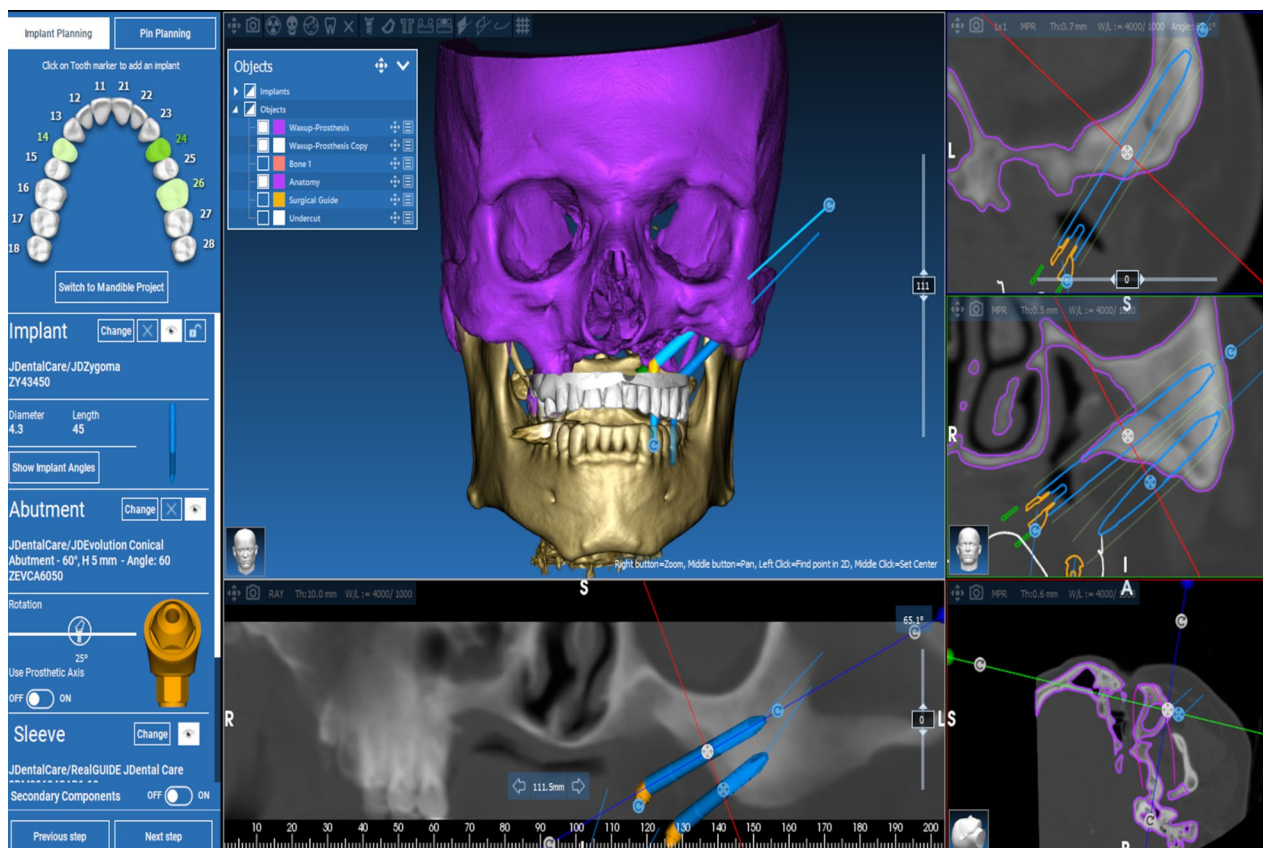 Implant Planning
Pin Planning
Click on Tooth marker to add an implant
11 21
12 22
13 23
14 24
15 25
16 26
17 27
18 28
Switch to Mandible Project
Implant Change
JDentalCare/JDZygoma
ZY43450
Diameter Length
4.3 45
Show Implant Angles
Abutment Change
JDentalCare/JDEvolution Conical
Abutment - 60°, H 5 mm - Angle: 60
ZEVCA6050
Rotation
25°
Use Prosthetic Axis
OFF ON
Sleeve Change
JDentalCare/RealGUIDE JDental Care
Secondary Components OFF ON
Previous step Next step
Objects
Implants
Objects
Waxup-Prosthesis
Waxup-Prosthesis Copy
Bone 1
Anatomy
Surgical Guide
Undercut
C
111
C
Right button=Zoom, Middle button=Pan, Left Click=Find point in 2D, Middle Click=Set Center
S
RAY Th:10.0 mm W/L := 4000/ 1000
65.1°
C
R
C
0
L
111.5mm
C
C
10 20 30 40 50 60 70 80 90 100 110 120 130 140 150 160 170 180 190 200
1x1 MPR Th:0.7 mm W/L := 4000/ 1000
C
L
C
0
S
MPR Th:0.5 mm W/L := 4000/
C
R
C
I
A
MPR Th:0.6 mm W/L := 4000/
C
C
S
C